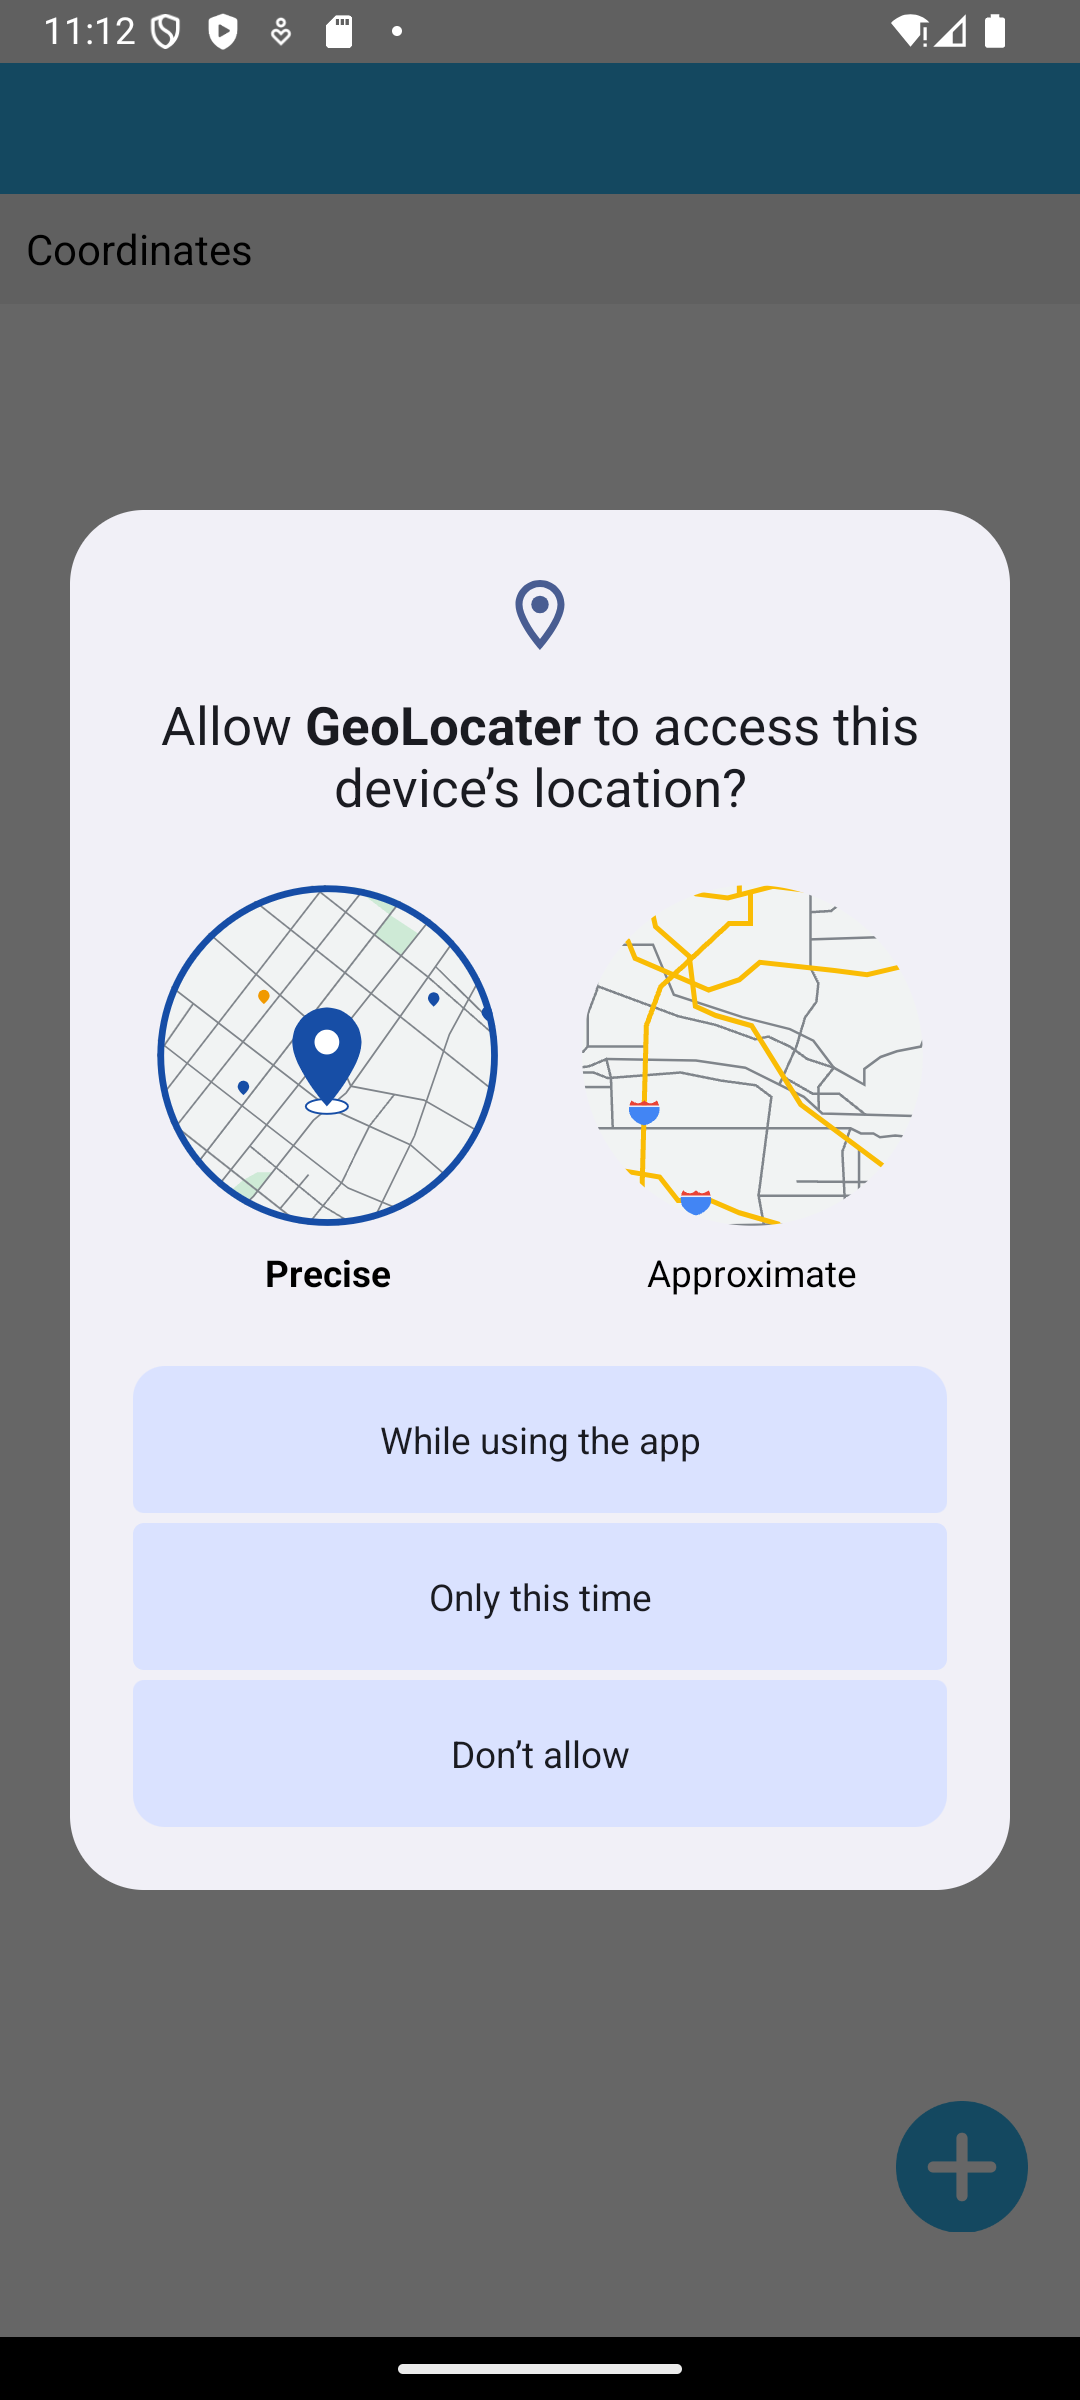 11:12
Coordinates
Allow GeoLocater to access this
device’s location?
Precise
Approximate
While using the app
Only this time
Don’t allow